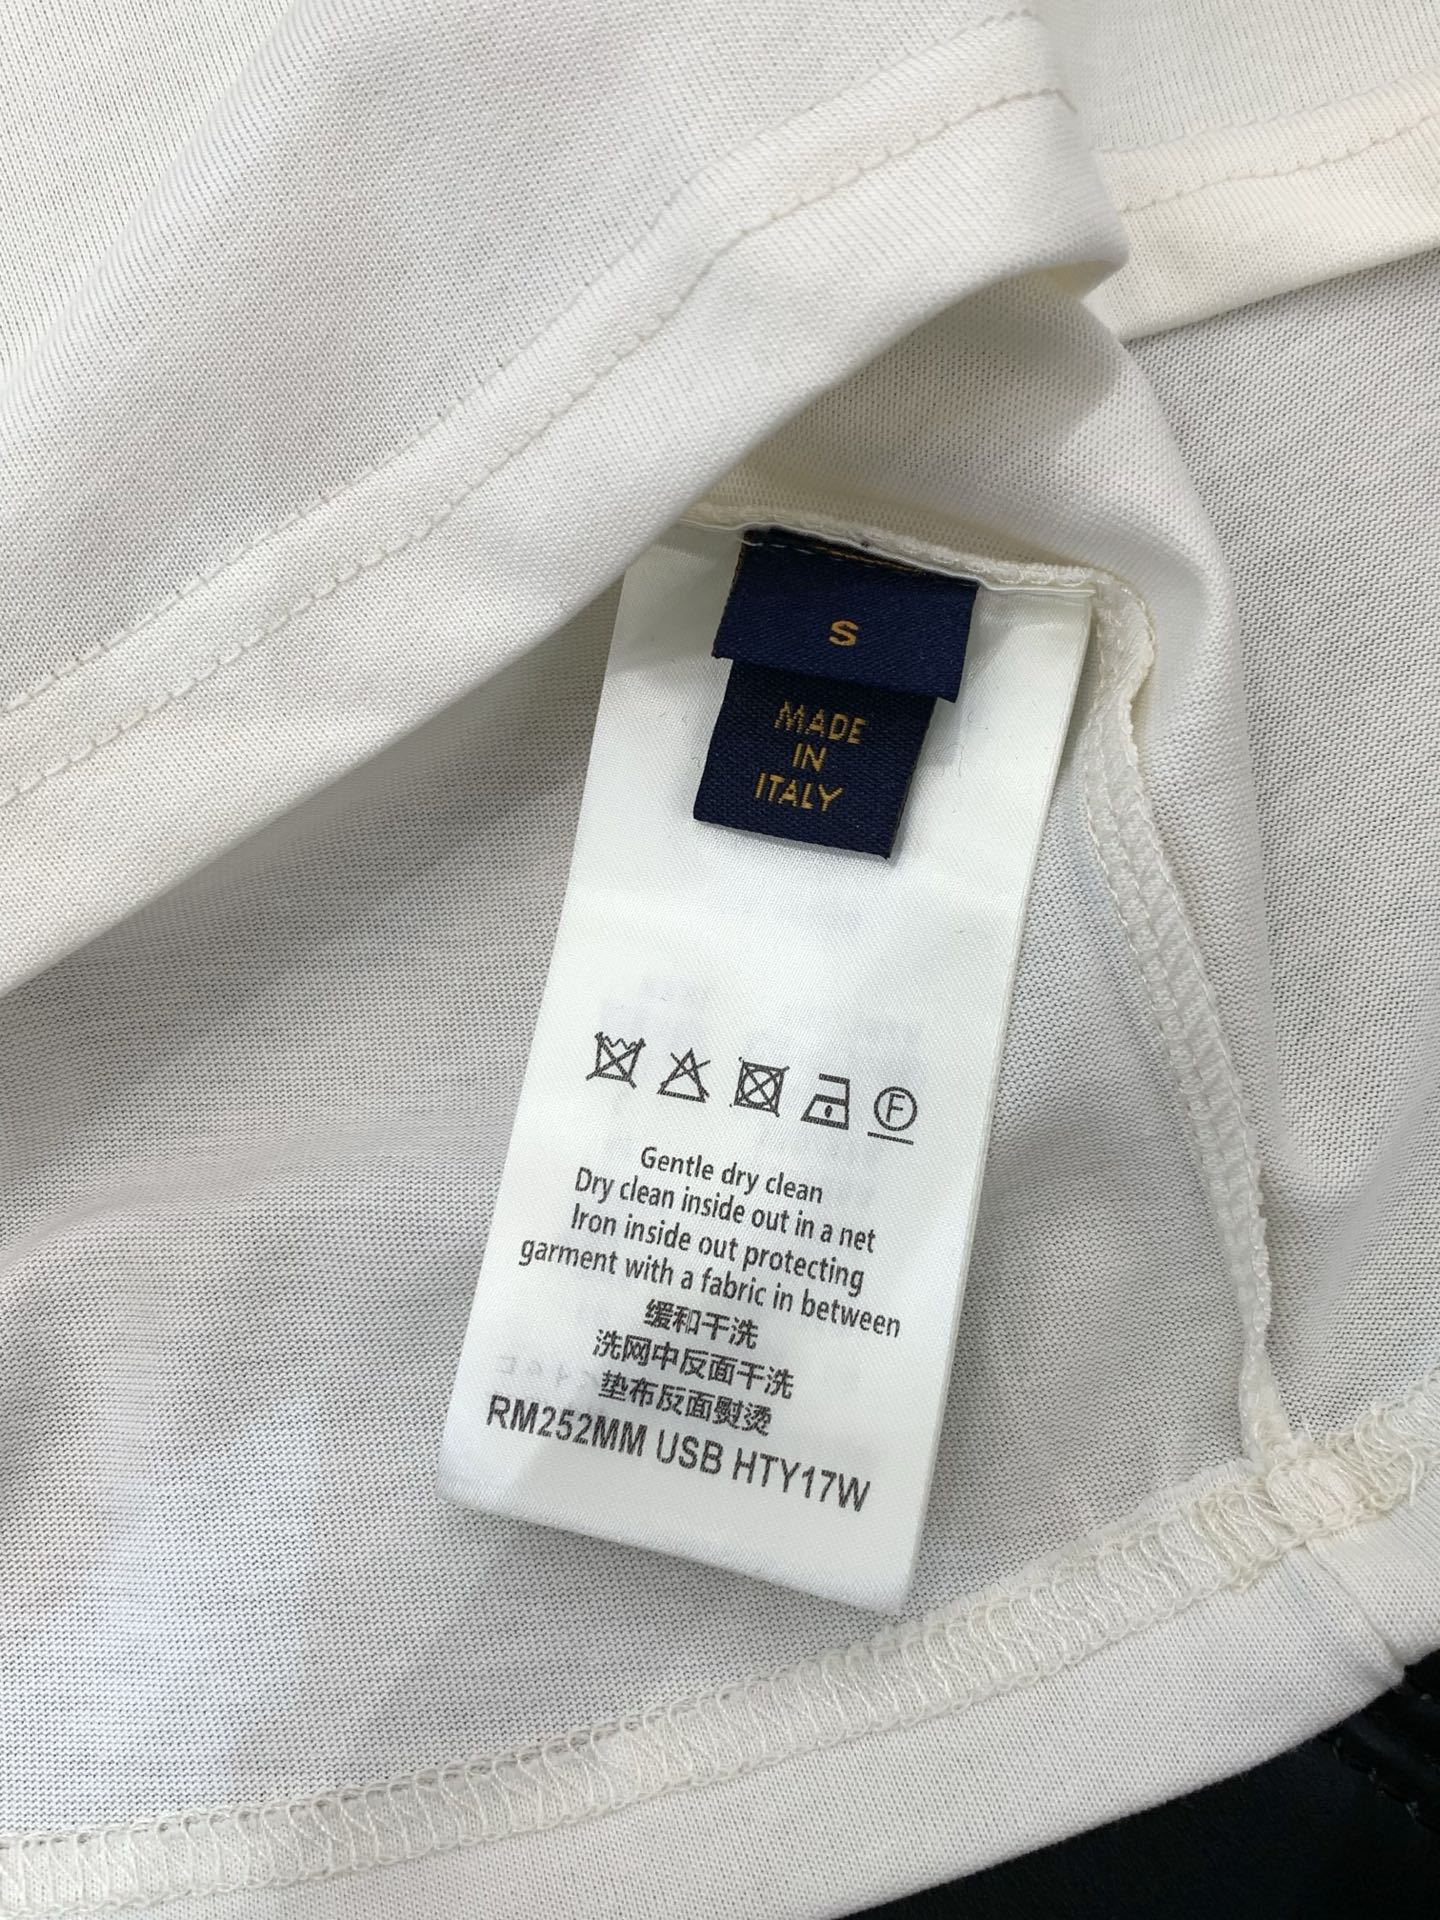 S
MADE
IN
ITALY
F
Gentle dry clean
Dry clean inside out in a net
Iron inside out protecting
garment with a fabric in between
缓和干洗
洗网中反面干洗
垫布反面熨烫
RM252MM USB HTY17W